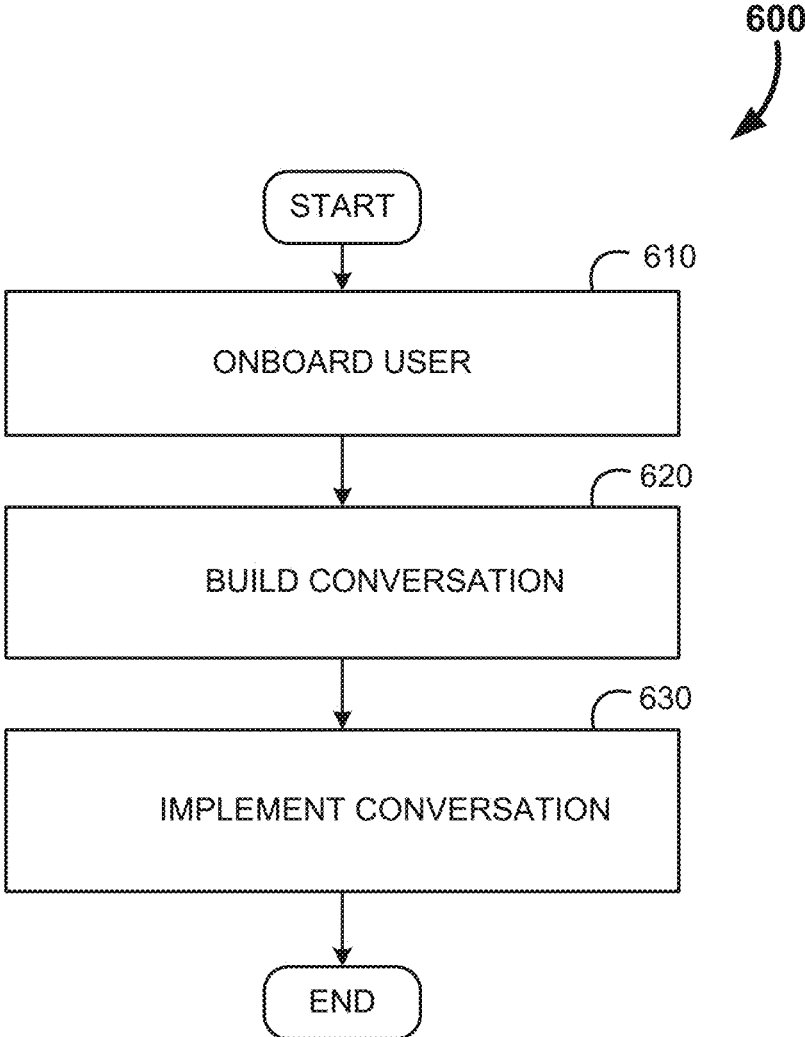 600
START
610
ONBOARD USER
620
BUILD CONVERSATION
630
IMPLEMENT CONVERSATION
END